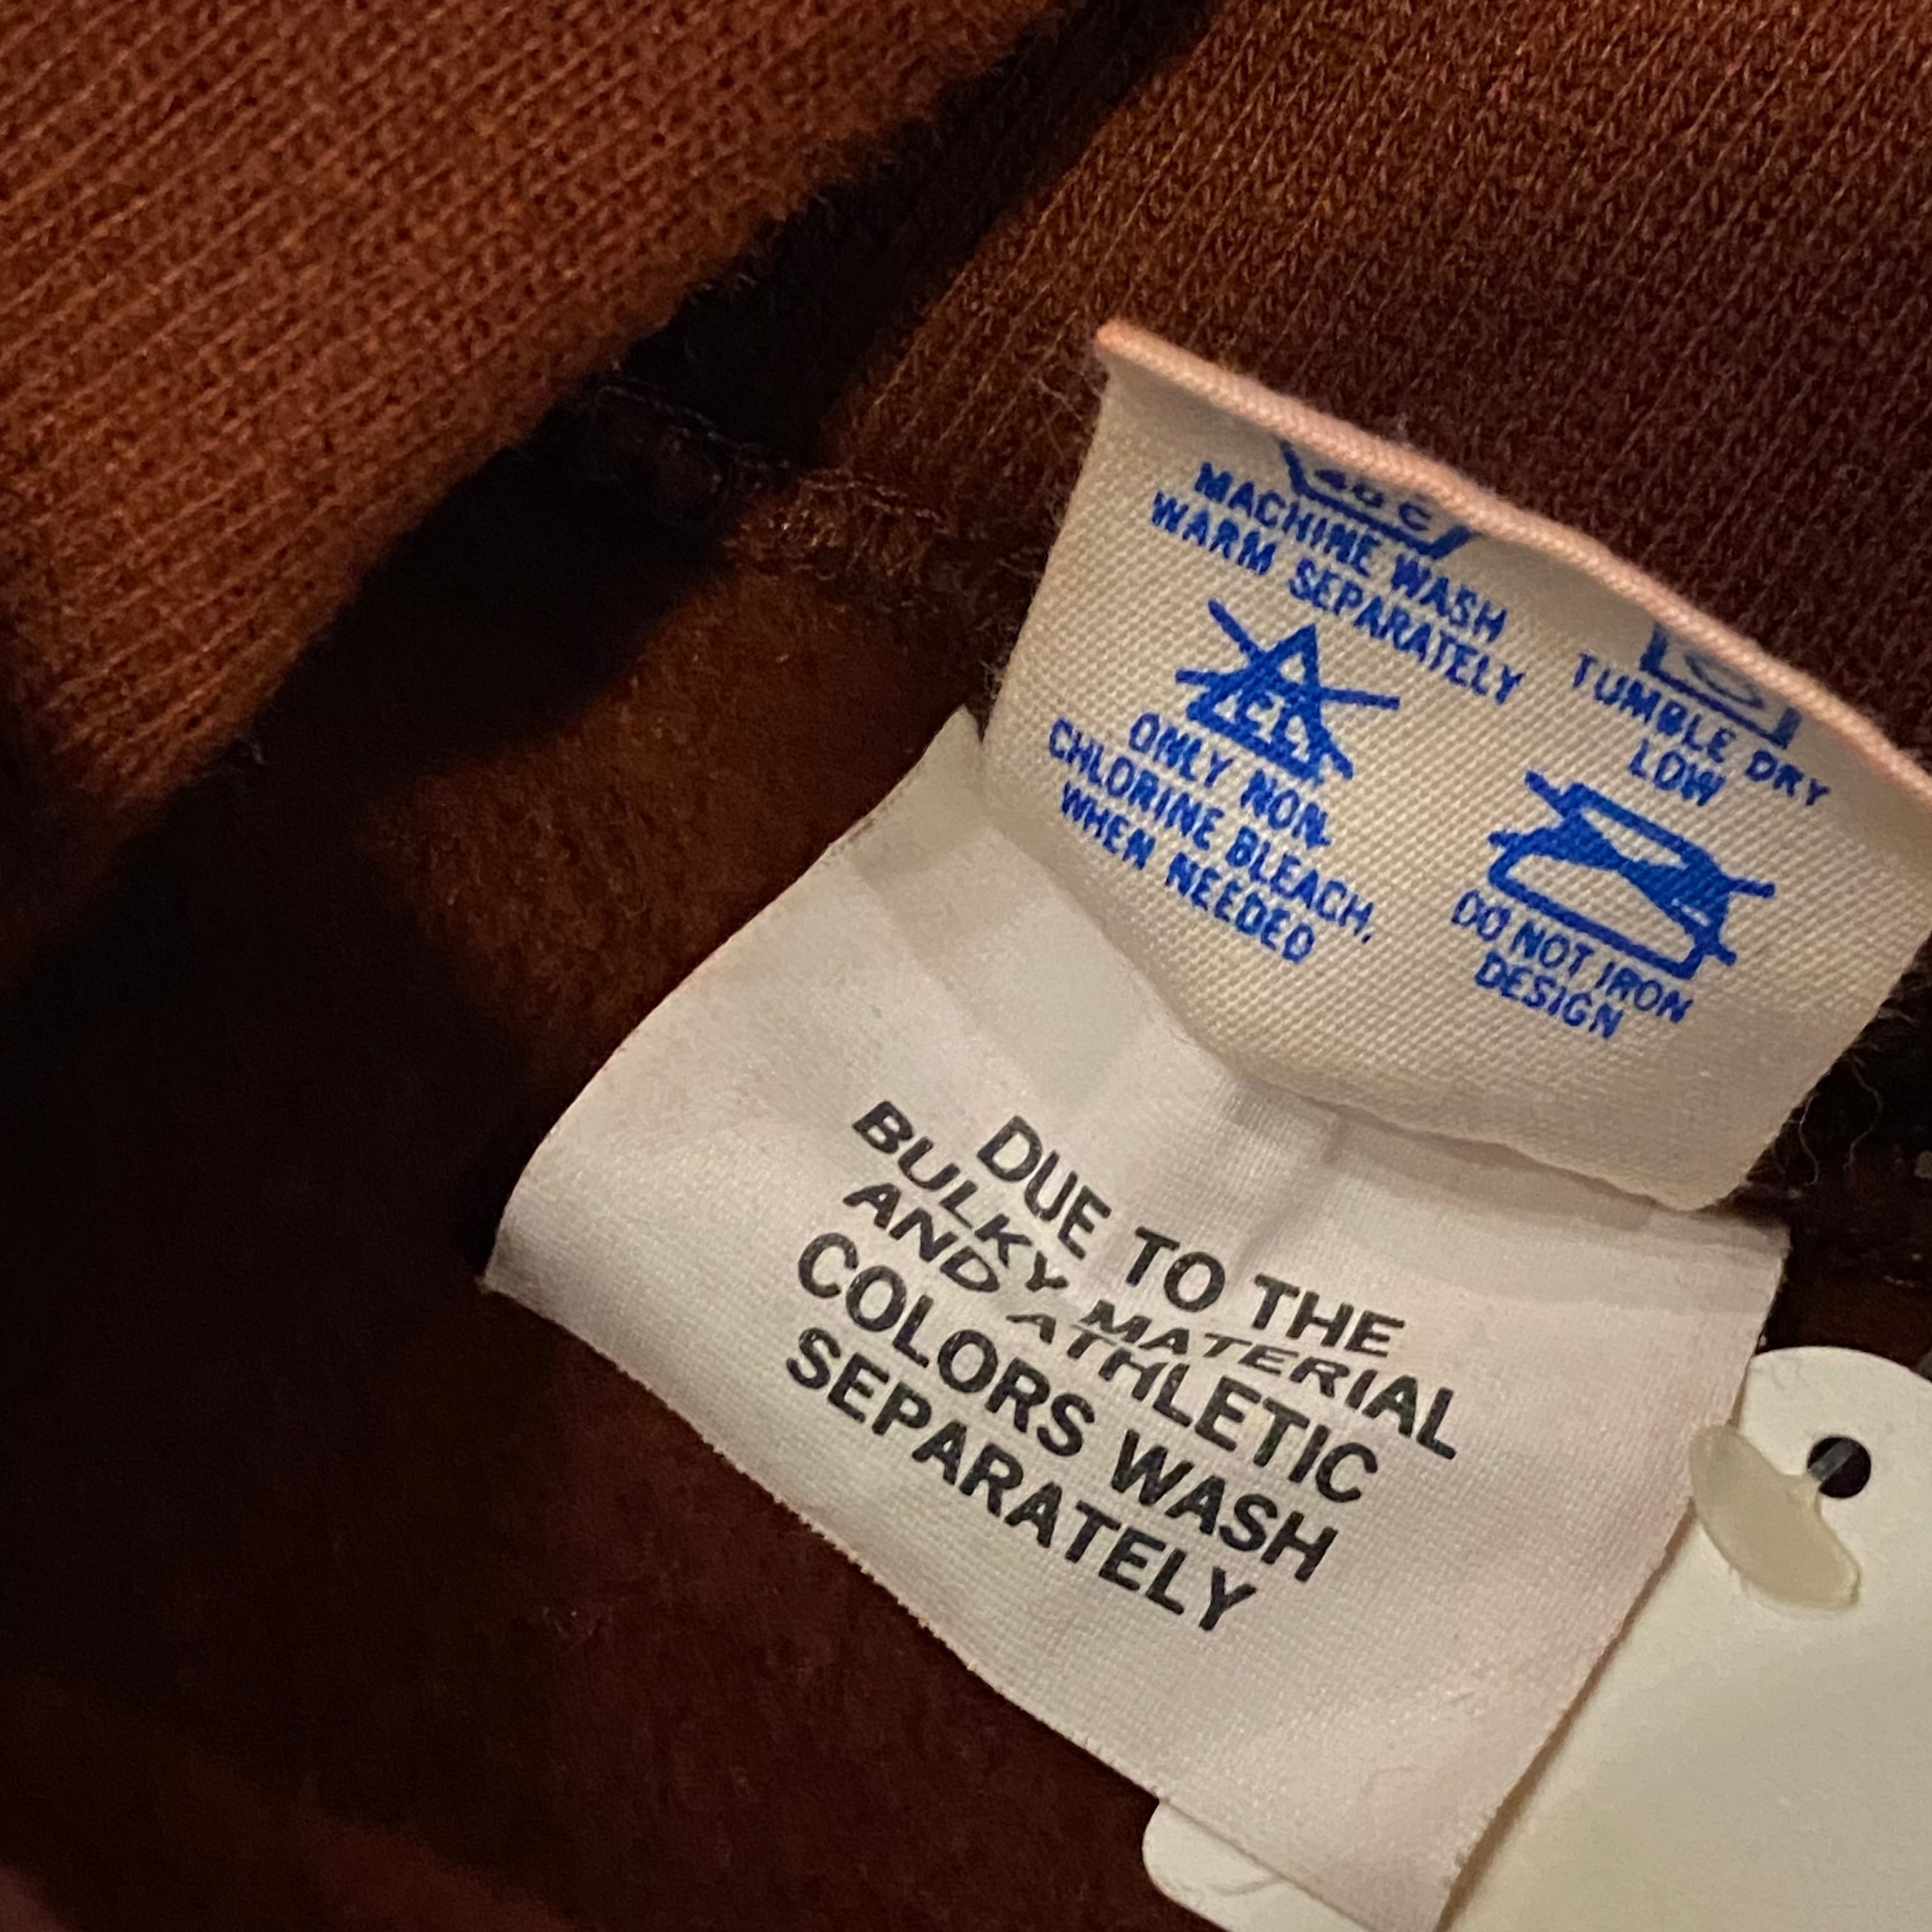 MACHINE WASH
WARM SEPARATELY
TUMBLE DRY
LOW
ONLY NON-
CHLORINE BLEACH,
WHEN NEEDED
DO NOT IRON
DESIGN
DUE TO THE
BULKY MATERIAL
AND ATHLETIC
COLORS WASH
SEPARATELY